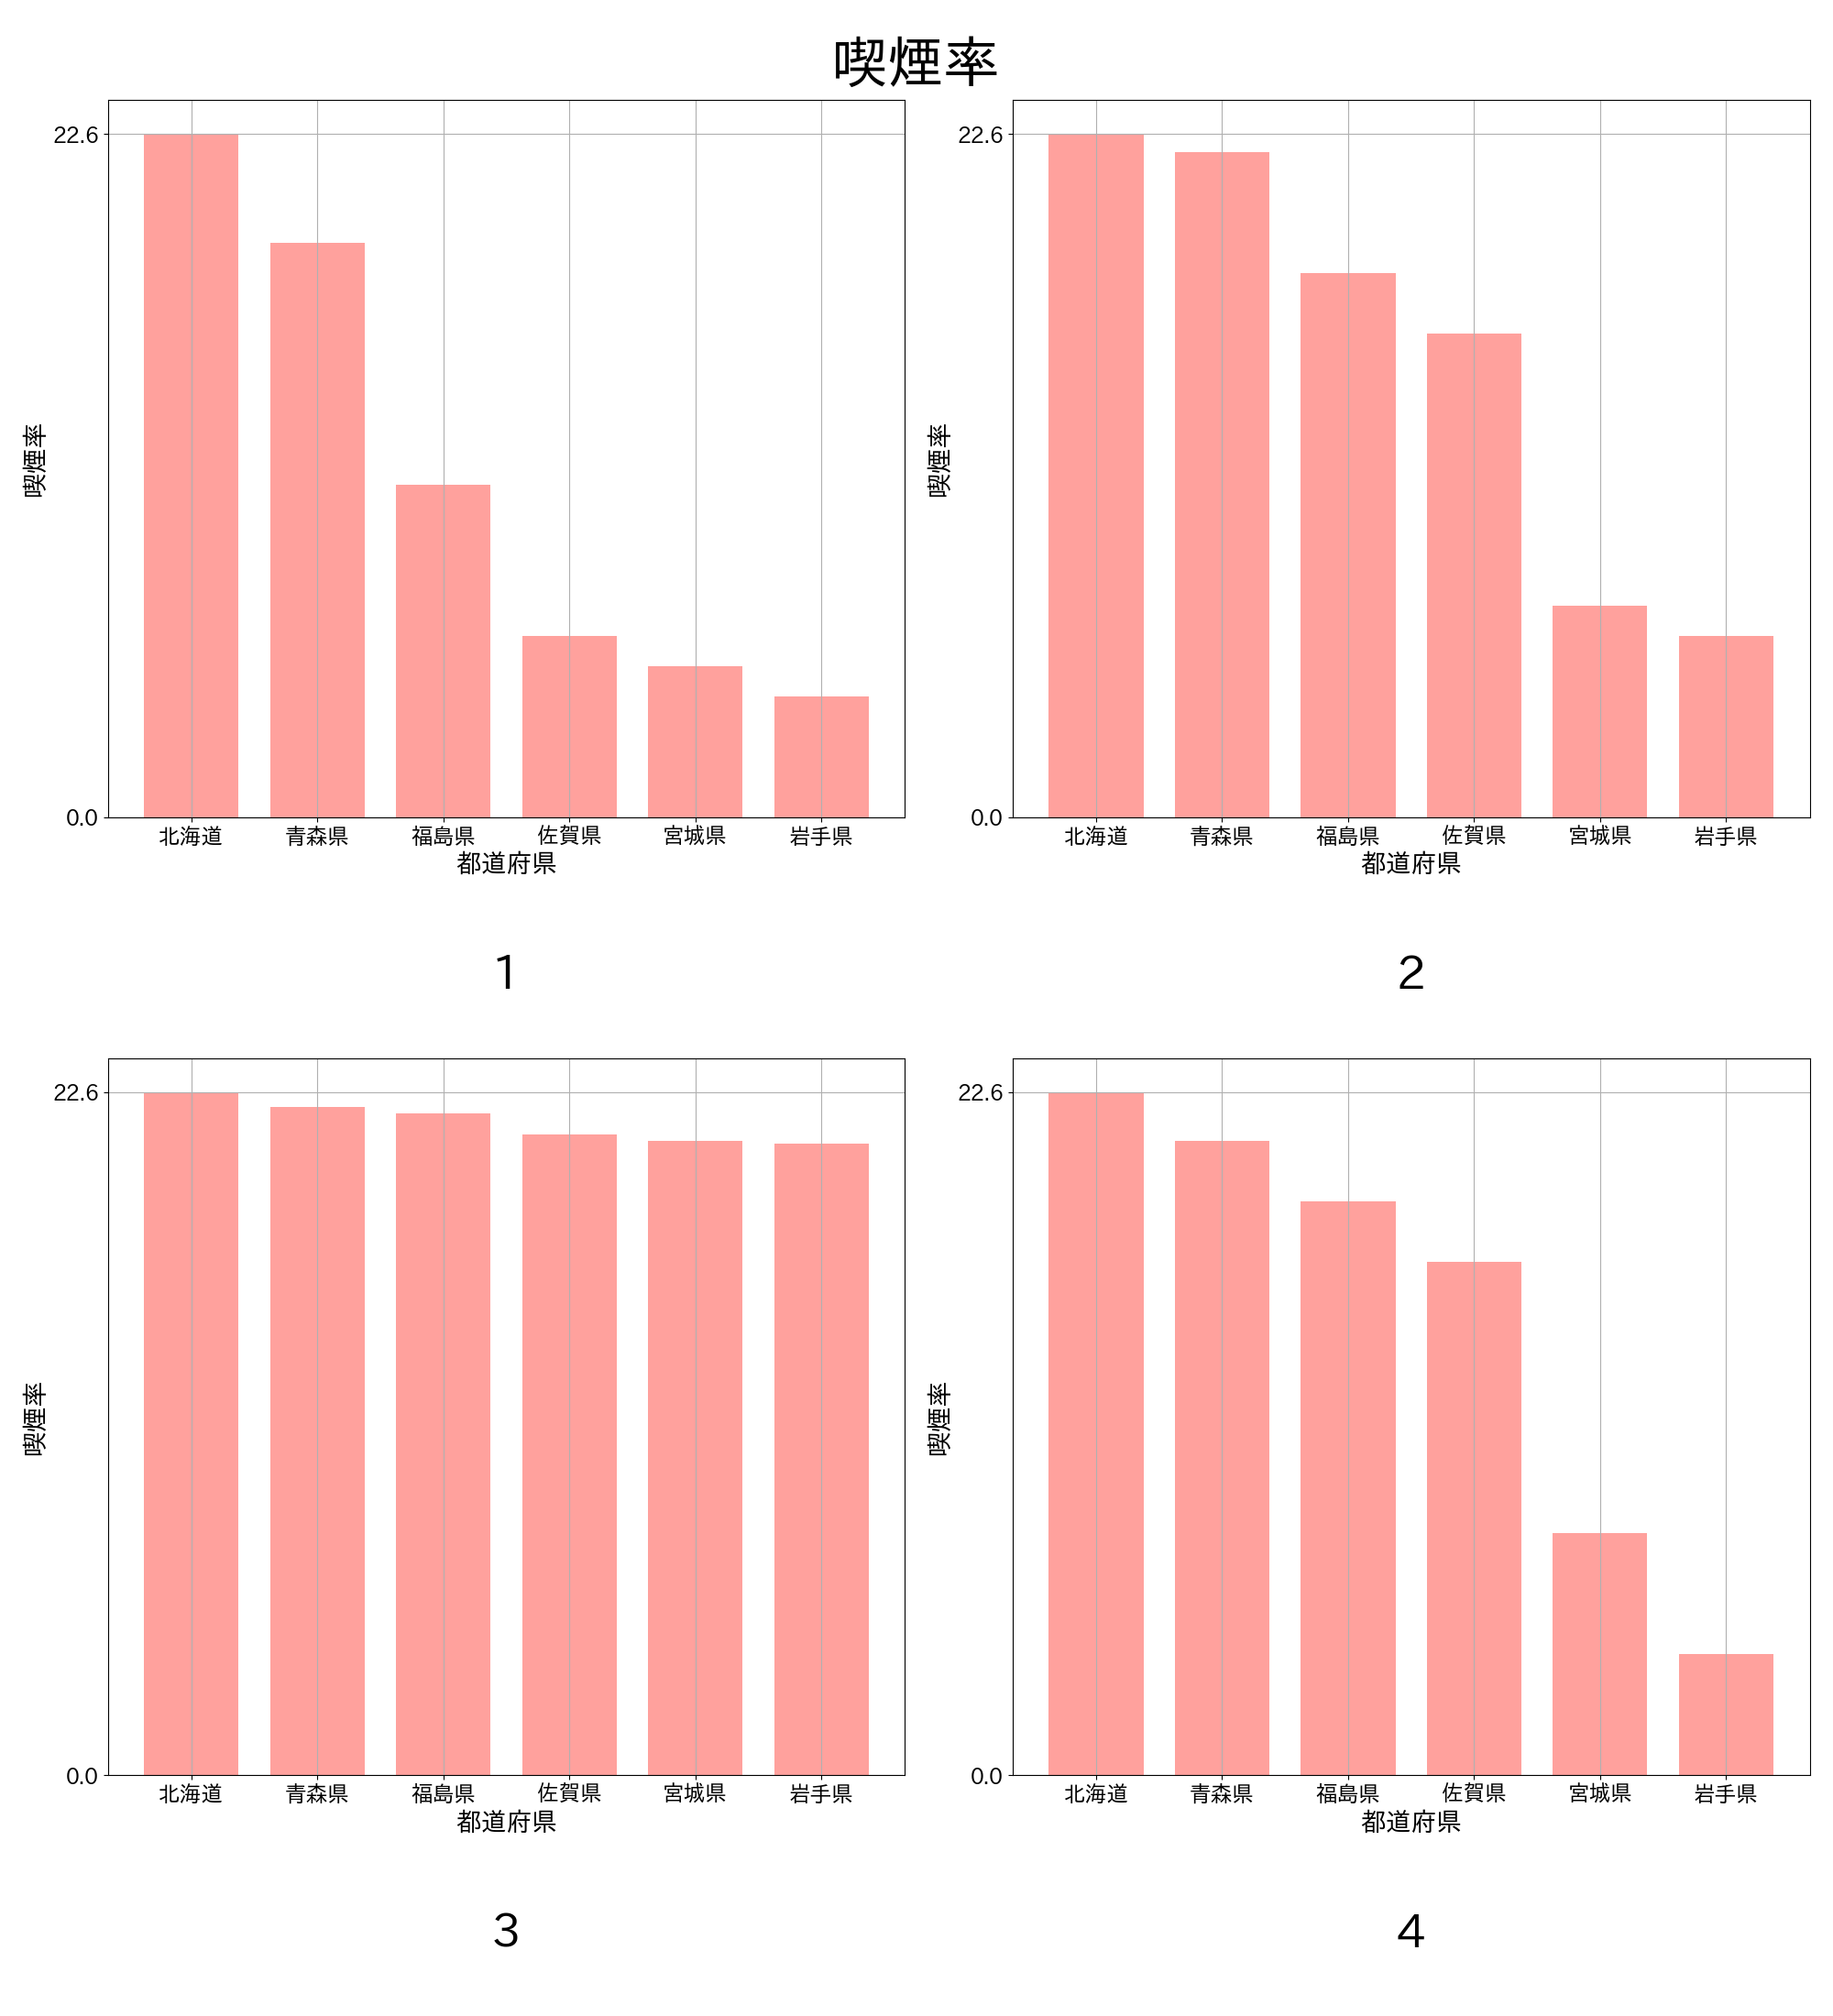 喫煙率
22.6
喫煙率
0.0
北海道 青森県 福島県 佐賀県 宮城県 岩手県
都道府県
1
22.6
喫煙率
0.0
北海道 青森県 福島県 佐賀県 宮城県 岩手県
都道府県
2
22.6
喫煙率
0.0
北海道 青森県 福島県 佐賀県 宮城県 岩手県
都道府県
3
22.6
喫煙率
0.0
北海道 青森県 福島県 佐賀県 宮城県 岩手県
都道府県
4